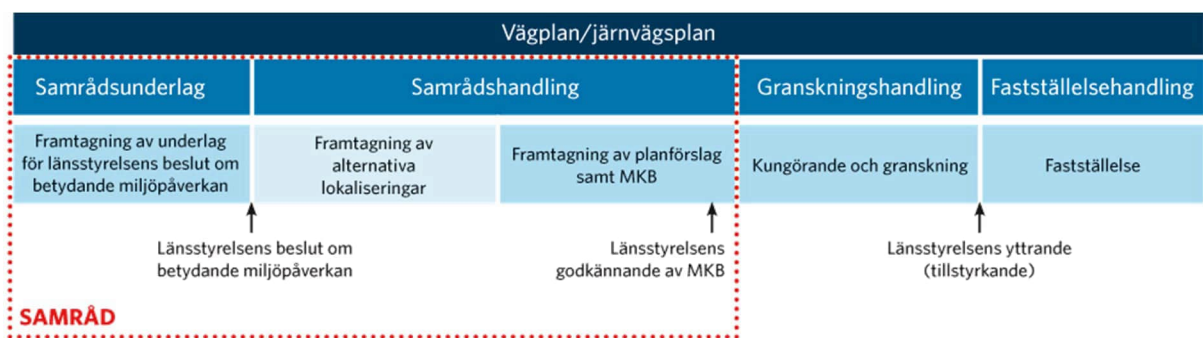 Vägplan/järnvägsplan
Samrådsunderlag
Samrådshandling
Granskningshandling
Fastställelsehandling
Framtagning av underlag
för länsstyrelsens beslut om
betydande miljöpåverkan
Framtagning av
alternativa
lokaliseringar
Framtagning av planförslag
samt MKB
Kungörande och granskning
Fastställelse
Länsstyrelsens beslut om
betydande miljöpåverkan
Länsstyrelsens
godkännande av MKB
Länsstyrelsens yttrande
(tillstyrkande)
SAMRÅD